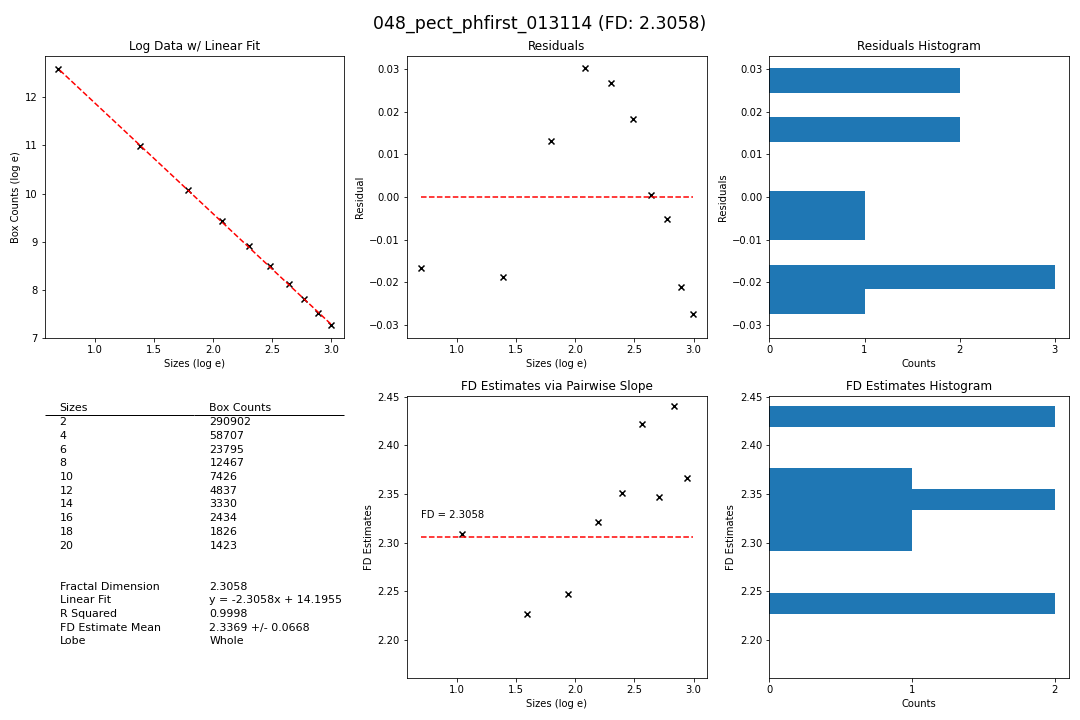 048_pect_phfirst_013114 (FD: 2.3058)
Log Data w/ Linear Fit
Box Counts (log e)
12
11
10
9
8
7
1.0 1.5 2.0 2.5 3.0
Sizes (log e)
Residuals
Residual
0.03
0.02
0.01
0.00
−0.01
−0.02
−0.03
1.0 1.5 2.0 2.5 3.0
Sizes (log e)
Residuals Histogram
Residuals
0.03
0.02
0.01
0.00
−0.01
−0.02
−0.03
0 1 2 3
Counts
Sizes Box Counts
2 290902
4 58707
6 23795
8 12467
10 7426
12 4837
14 3330
16 2434
18 1826
20 1423
Fractal Dimension 2.3058
Linear Fit y = -2.3058x + 14.1955
R Squared 0.9998
FD Estimate Mean 2.3369 +/- 0.0668
Lobe Whole
FD Estimates via Pairwise Slope
FD Estimates
2.45
2.40
2.35
2.30
2.25
2.20
FD = 2.3058
1.0 1.5 2.0 2.5 3.0
Sizes (log e)
FD Estimates Histogram
FD Estimates
2.45
2.40
2.35
2.30
2.25
2.20
0 1 2
Counts